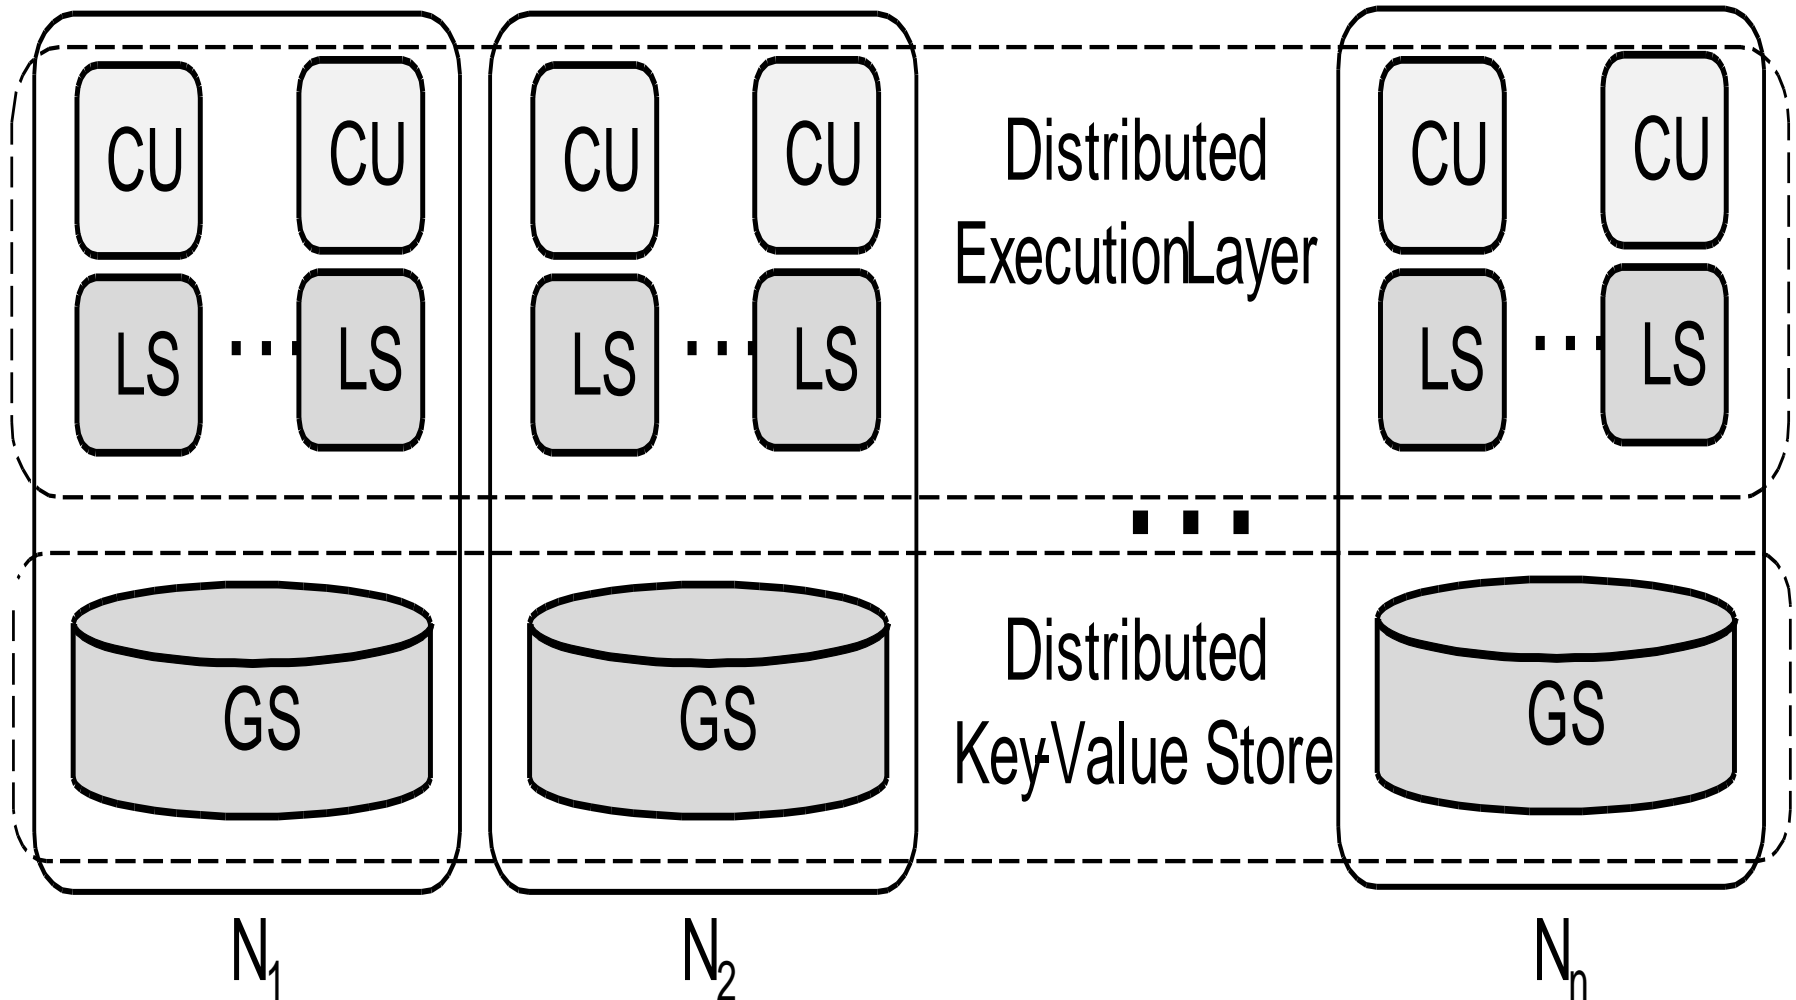 CU CU CU CU CU CU
Distributed
ExecutionLayer
LS ... LS LS ... LS LS ... LS
...
Distributed
Key-Value Store
GS GS GS
N1 N2 Nn